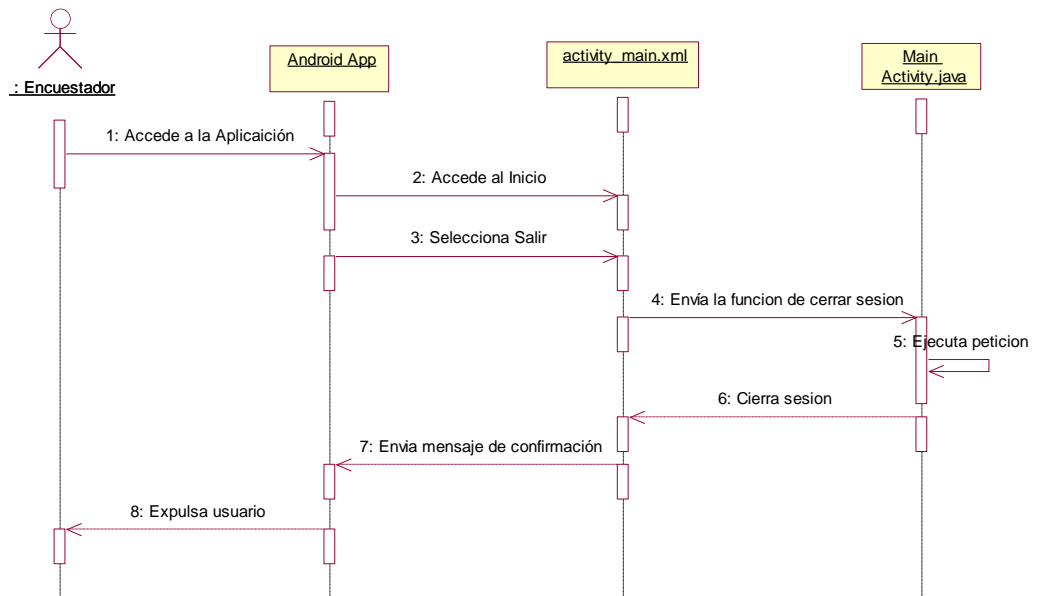 : Encuestador
Android App
activity_main.xml
Main
Activity.java
1: Accede a la Aplicaición
2: Accede al Inicio
3: Selecciona Salir
4: Envía la funcion de cerrar sesion
5: Ejecuta peticion
6: Cierra sesion
7: Envia mensaje de confirmación
8: Expulsa usuario